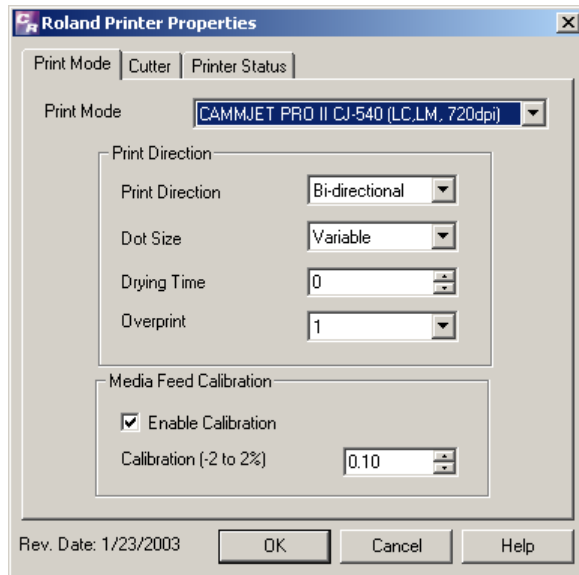 Roland Printer Properties
Print Mode Cutter Printer Status
Print Mode CAMMJET PRO II CJ-540 (LC,LM, 720dpi)
Print Direction
Print Direction Bi-directional
Dot Size Variable
Drying Time 0
Overprint 1
Media Feed Calibration
Enable Calibration
Calibration (-2 to 2%) 0.10
Rev. Date: 1/23/2003 OK Cancel Help